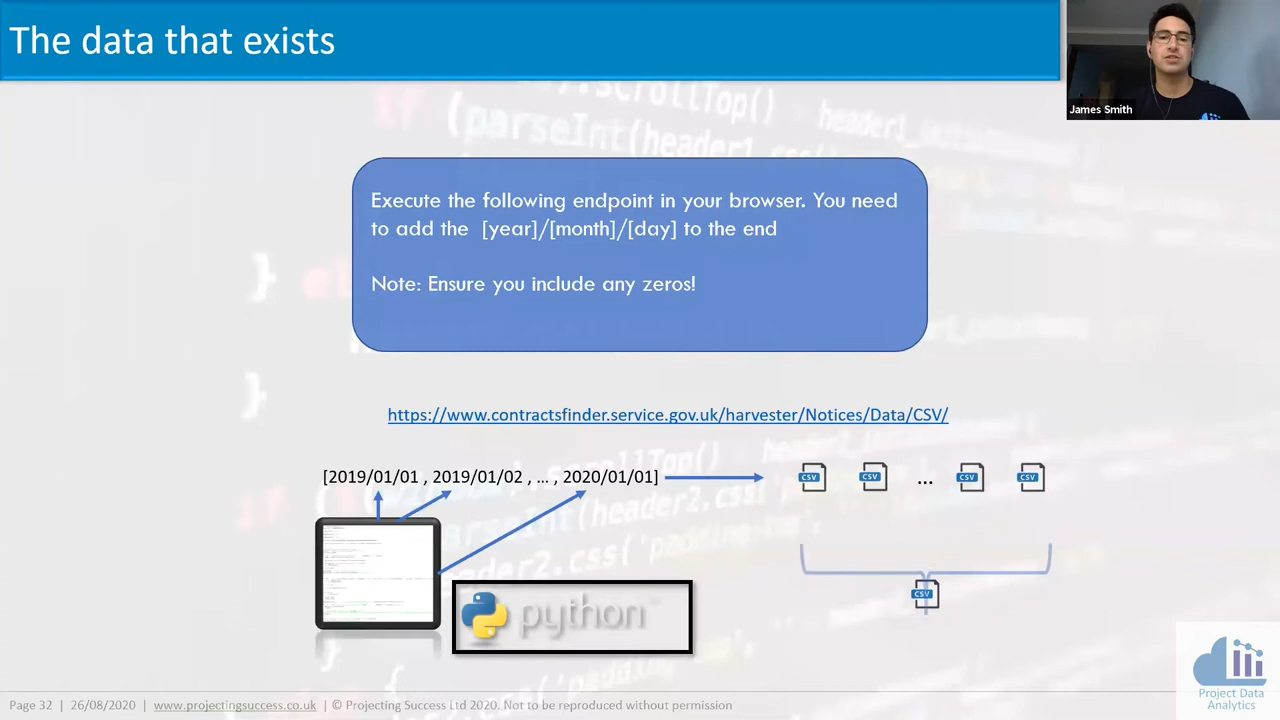 The data that exists
James Smith
Execute the following endpoint in your browser. You need
to add the [year]/[month]/[day] to the end
Note: Ensure you include any zeros!
https://www.contractsfinder.service.gov.uk/harvester/Notices/Data/CSV/
[2019/01/01 , 2019/01/02 , ... , 2020/01/01]
CSV CSV ... CSV CSV
CSV
python
Project Data
Analytics
Page 32 | 26/08/2020 | www.projectingsuccess.co.uk | © Projecting Success Ltd 2020. Not to be reproduced without permission